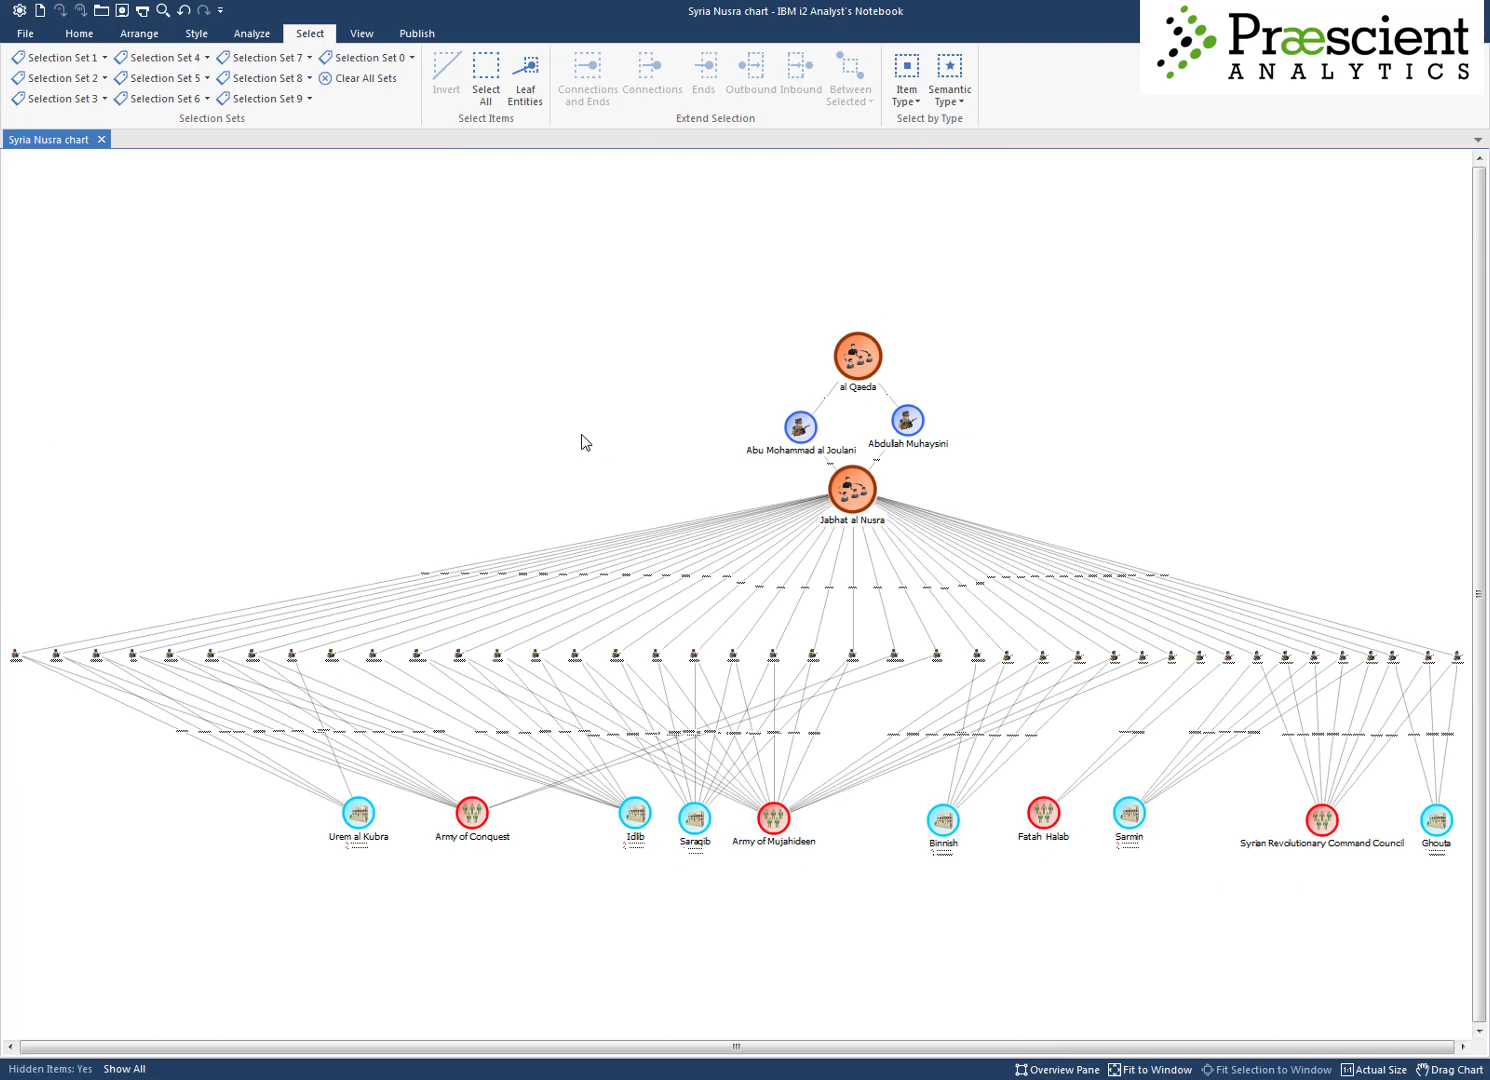 Syria Nusra chart - IBM i2 Analyst's Notebook
Præscient
ANALYTICS
File Home Arrange Style Analyze Select View Publish
Selection Set 1 Selection Set 4 Selection Set 7 Selection Set 0
Selection Set 2 Selection Set 5 Selection Set 8 Clear All Sets
Selection Set 3 Selection Set 6 Selection Set 9
Selection Sets
Invert
Select
All
Leaf
Entities
Select Items
Connections
and Ends
Connections
Ends
Outbound
Inbound
Between
Selected
Extend Selection
Item
Type
Semantic
Type
Select by Type
Syria Nusra chart
al Qaeda
Abu Mohammad al Joulani
Abdullah Muhaysini
Jabhat al Nusra
Urem al Kubra
Army of Conquest
Idlib
Saraqib
Army of Mujahideen
Binnish
Fatah Halab
Sarmin
Syrian Revolutionary Command Council
Ghouta
Hidden Items: Yes Show All
Overview Pane Fit to Window Fit Selection to Window Actual Size Drag Chart